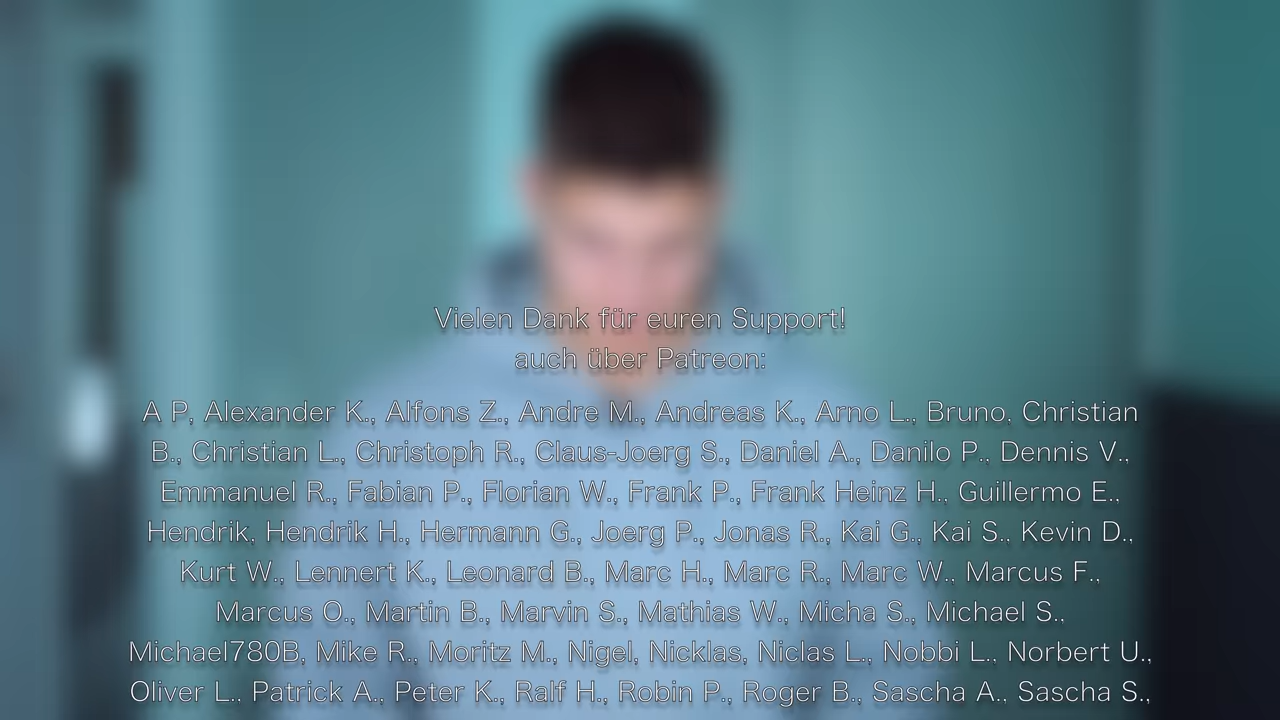 Vielen Dank für euren Support!
auch über Patreon:
A P, Alexander K., Alfons Z., Andre M., Andreas K., Arno L., Bruno, Christian
B., Christian L., Christoph R., Claus-Joerg S., Daniel A., Danilo P., Dennis V.,
Emmanuel R., Fabian P., Florian W., Frank P., Frank Heinz H., Guillermo E.,
Hendrik, Hendrik H., Hermann G., Joerg P., Jonas R., Kai G., Kai S., Kevin D.,
Kurt W., Lennert K., Leonard B., Marc H., Marc R., Marc W., Marcus F.,
Marcus O., Martin B., Marvin S., Mathias W., Micha S., Michael S.,
Michael780B, Mike R., Moritz M., Nigel, Nicklas, Niclas L., Nobbi L., Norbert U.,
Oliver L., Patrick A., Peter K., Ralf H., Robin P., Roger B., Sascha A., Sascha S.,